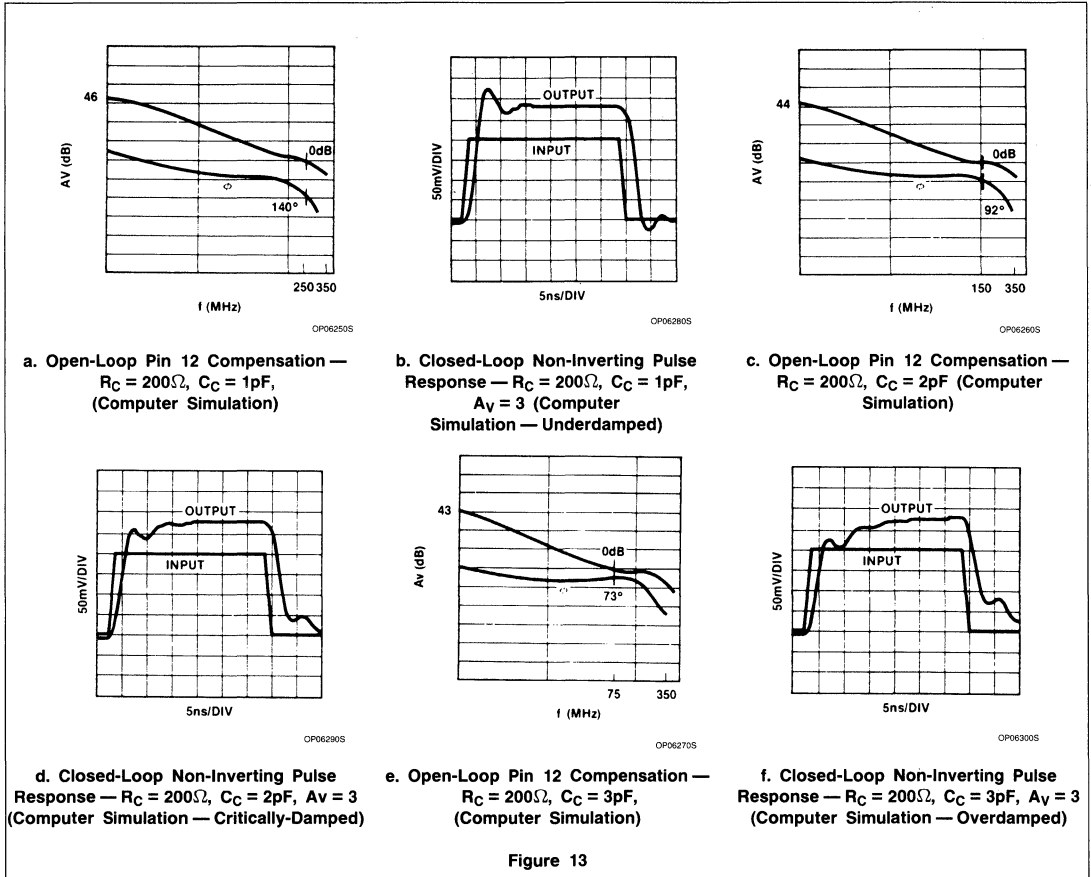 46
AV (dB)
0dB
ϕ
140°
250 350
f (MHz)
OP06250S
a. Open-Loop Pin 12 Compensation —
R_C = 200Ω, C_C = 1pF,
(Computer Simulation)
OUTPUT
INPUT
50mV/DIV
5ns/DIV
OP06280S
b. Closed-Loop Non-Inverting Pulse
Response — R_C = 200Ω, C_C = 1pF,
A_V = 3 (Computer
Simulation — Underdamped)
44
AV (dB)
0dB
ϕ
92°
150 350
f (MHz)
OP06260S
c. Open-Loop Pin 12 Compensation —
R_C = 200Ω, C_C = 2pF (Computer
Simulation)
OUTPUT
INPUT
50mV/DIV
5ns/DIV
OP06290S
d. Closed-Loop Non-Inverting Pulse
Response — R_C = 200Ω, C_C = 2pF, Av = 3
(Computer Simulation — Critically-Damped)
43
Av (dB)
0dB
ϕ
73°
75 350
f (MHz)
OP06270S
e. Open-Loop Pin 12 Compensation —
R_C = 200Ω, C_C = 3pF,
(Computer Simulation)
OUTPUT
INPUT
50mV/DIV
5ns/DIV
OP06300S
f. Closed-Loop Non-Inverting Pulse
Response — R_C = 200Ω, C_C = 3pF, A_V = 3
(Computer Simulation — Overdamped)
Figure 13